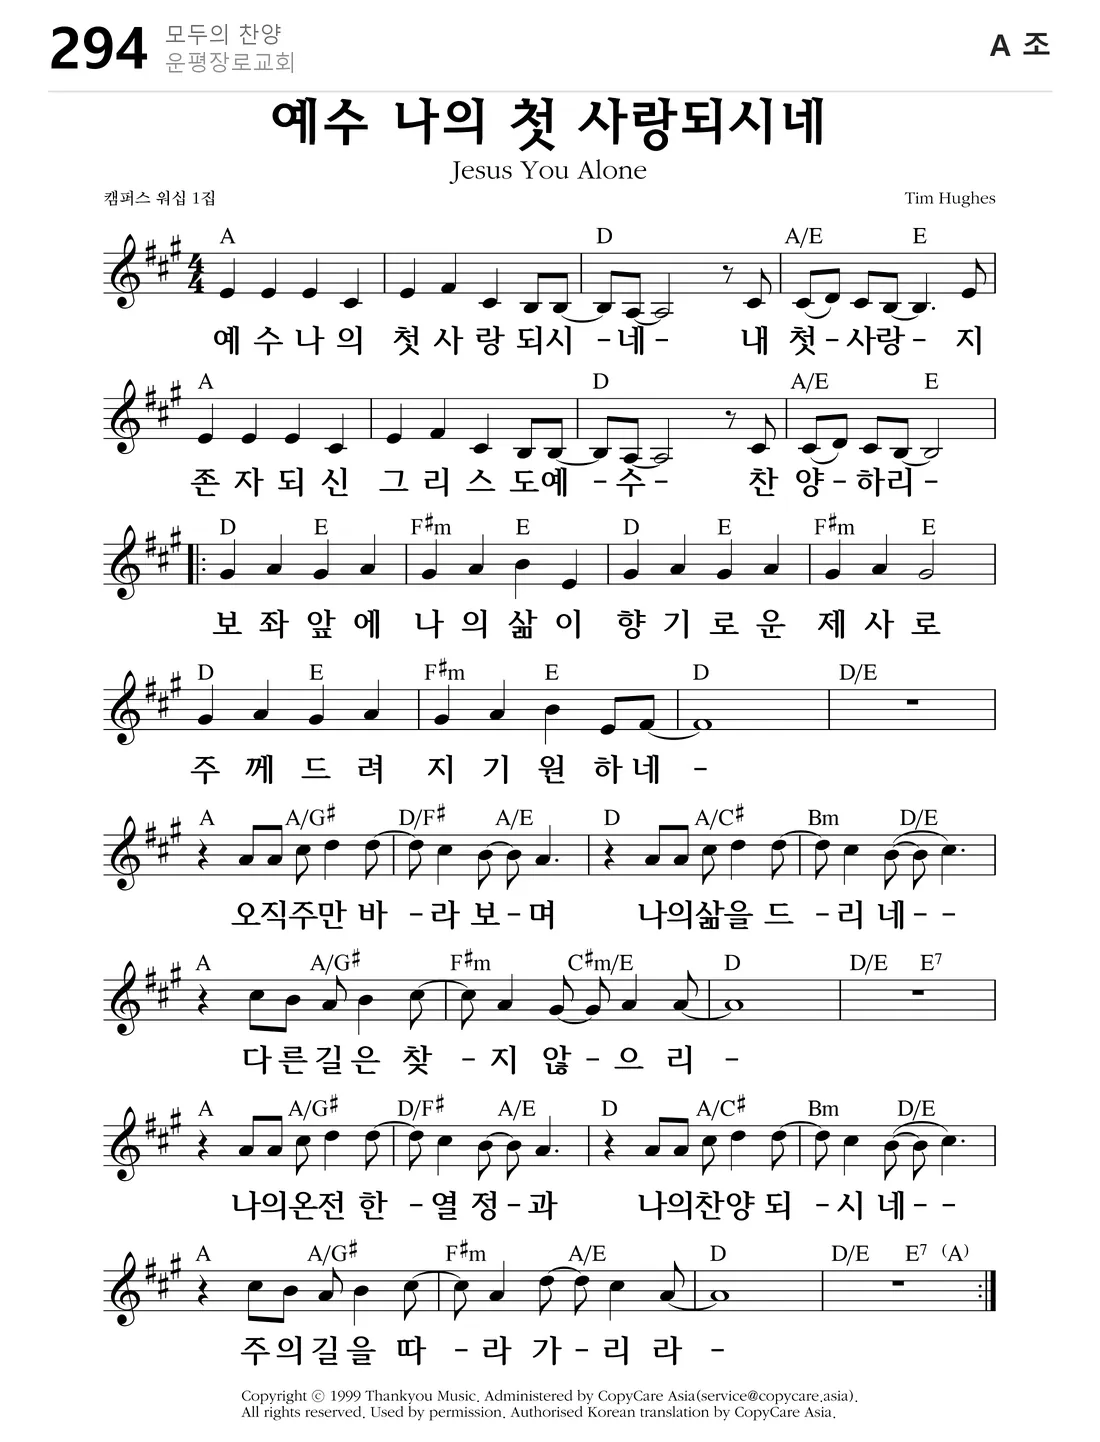 294
모두의 찬양
운평장로교회
A 조
예수 나의 첫 사랑되시네
Jesus You Alone
캠퍼스 워십 1집
Tim Hughes
A D A/E E
예 수 나 의 첫 사 랑 되시 -네- 내 첫-사랑- 지
A D A/E E
존 자 되 신 그 리 스 도예 -수- 찬 양-하리-
D E F♯m E D E F♯m E
보 좌 앞 에 나 의 삶 이 향 기 로 운 제 사 로
D E F♯m E D D/E
주 께 드 려 지 기 원 하 네 -
A A/G♯ D/F♯ A/E D A/C♯ Bm D/E
오직주만 바 -라 보-며 나의삶을 드 -리 네--
A A/G♯ F♯m C♯m/E D D/E E7
다 른 길 은 찾 -지 않-으 리 -
A A/G♯ D/F♯ A/E D A/C♯ Bm D/E
나의온전 한 -열 정-과 나의찬양 되 -시 네--
A A/G♯ F♯m A/E D D/E E7 (A)
주 의 길 을 따 -라 가-리 라 -
Copyright ⓒ 1999 Thankyou Music. Administered by CopyCare Asia(service@copycare.asia).
All rights reserved. Used by permission. Authorised Korean translation by CopyCare Asia.